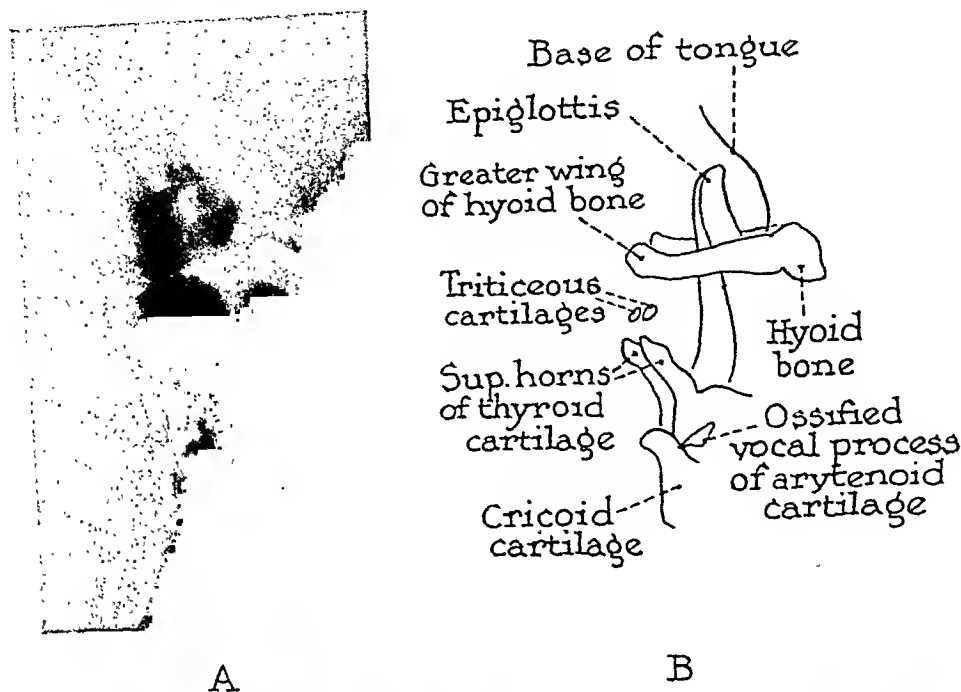 Base of tongue
Epiglottis
Greater wing
of hyoid bone
Triticeous
cartilages
Hyoid
bone
Sup. horns
of thyroid
cartilage
Ossified
vocal process
of arytenoid
cartilage
Cricoid
cartilage
A
B